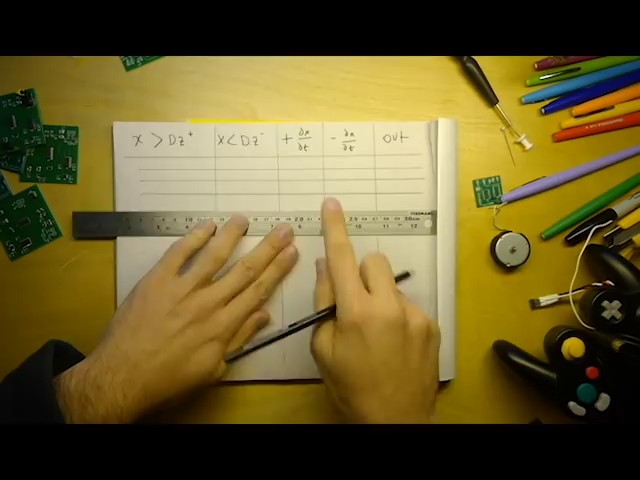 x > Dz⁺ x < Dz⁻ + ∂x/∂t - ∂x/∂t out